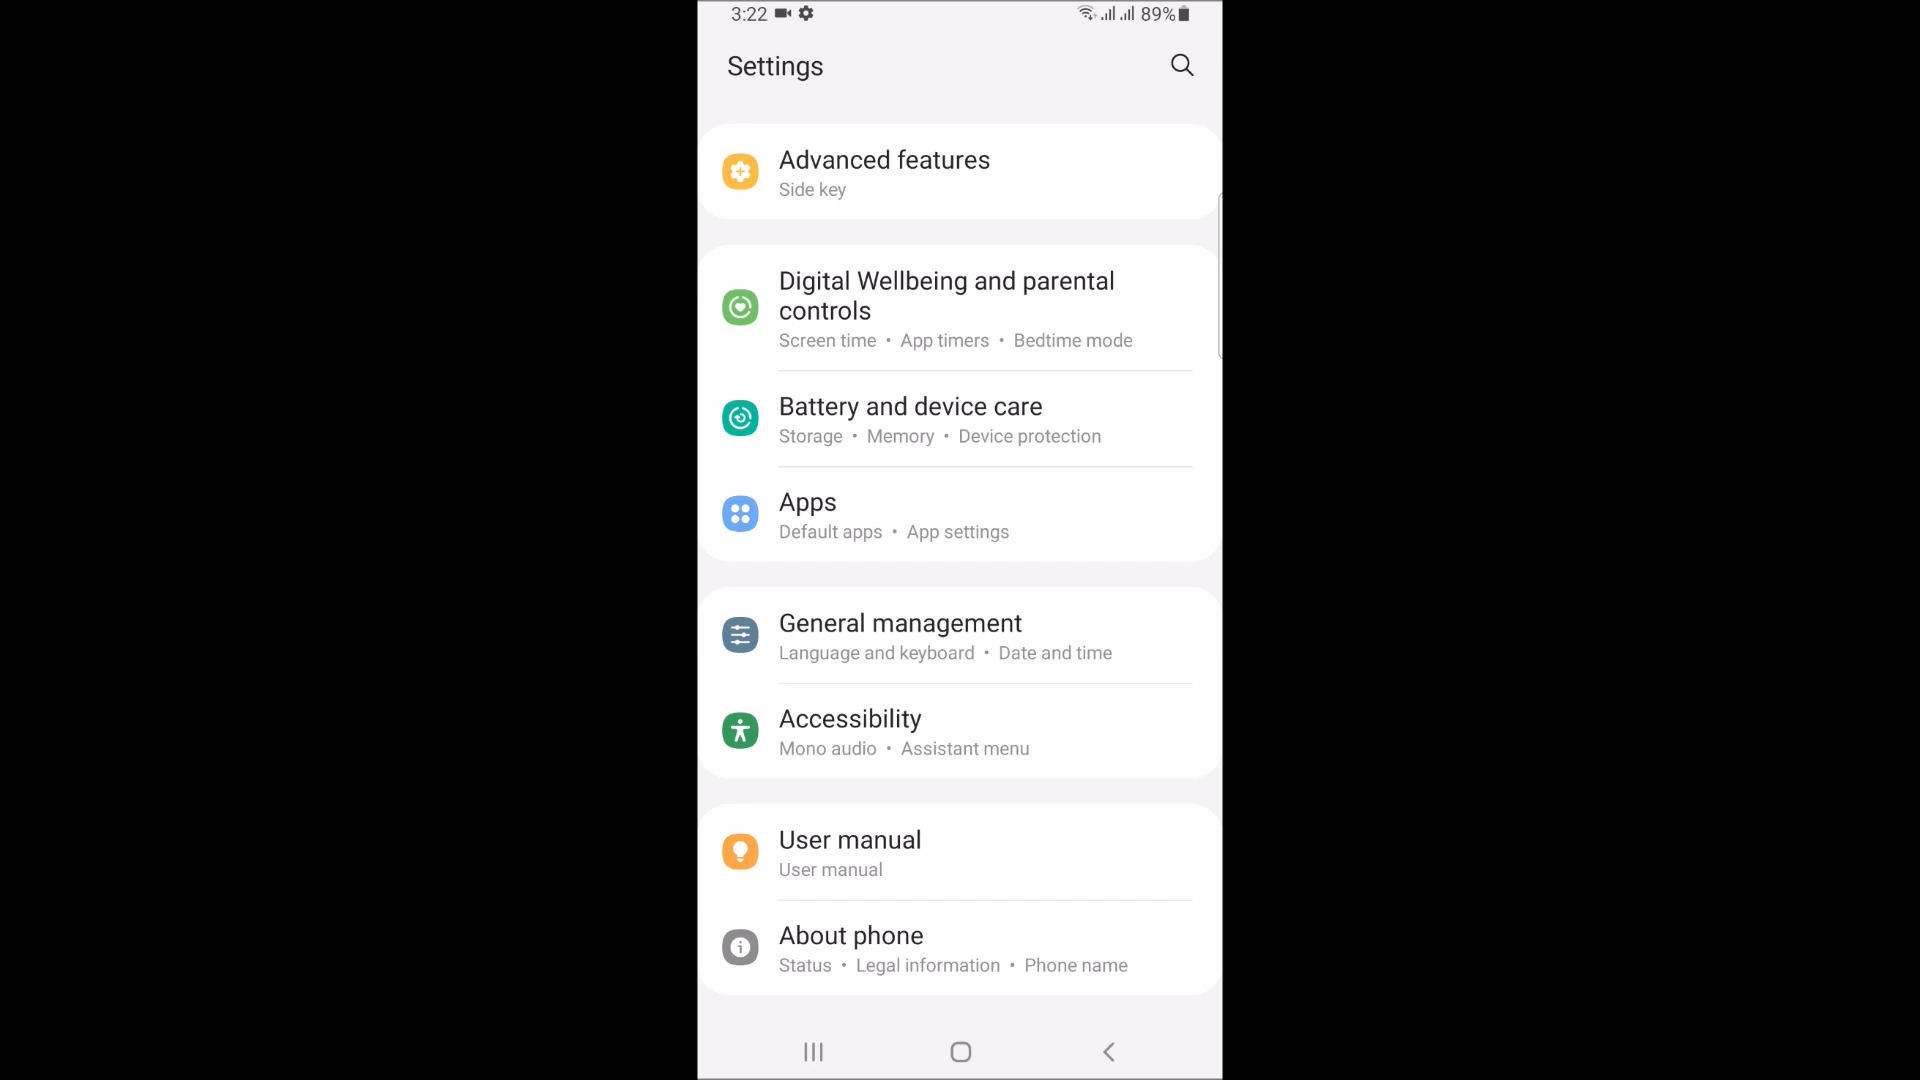 3:22 89%
Settings
Advanced features
Side key
Digital Wellbeing and parental
controls
Screen time • App timers • Bedtime mode
Battery and device care
Storage • Memory • Device protection
Apps
Default apps • App settings
General management
Language and keyboard • Date and time
Accessibility
Mono audio • Assistant menu
User manual
User manual
About phone
Status • Legal information • Phone name